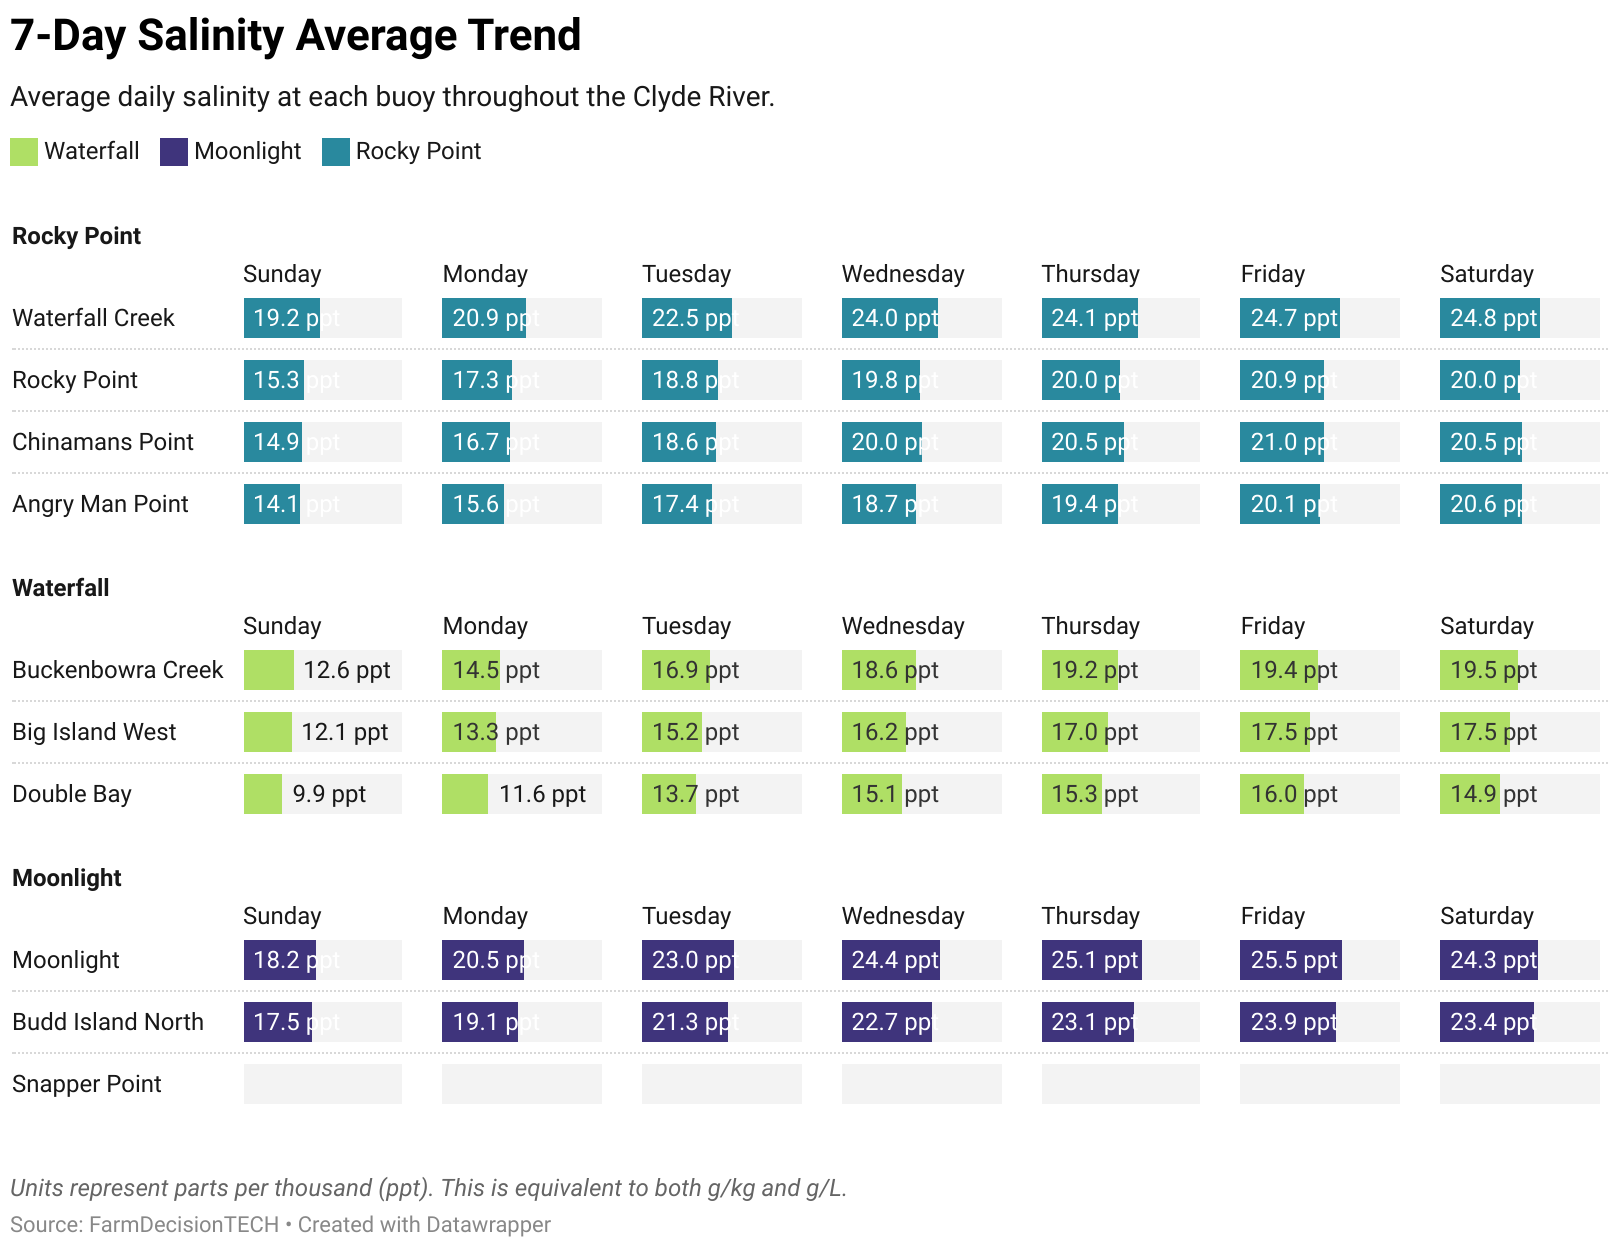 7-Day Salinity Average Trend
Average daily salinity at each buoy throughout the Clyde River.
Waterfall Moonlight Rocky Point
Rocky Point
Sunday Monday Tuesday Wednesday Thursday Friday Saturday
Waterfall Creek 19.2 ppt 20.9 ppt 22.5 ppt 24.0 ppt 24.1 ppt 24.7 ppt 24.8 ppt
Rocky Point 15.3 ppt 17.3 ppt 18.8 ppt 19.8 ppt 20.0 ppt 20.9 ppt 20.0 ppt
Chinamans Point 14.9 ppt 16.7 ppt 18.6 ppt 20.0 ppt 20.5 ppt 21.0 ppt 20.5 ppt
Angry Man Point 14.1 ppt 15.6 ppt 17.4 ppt 18.7 ppt 19.4 ppt 20.1 ppt 20.6 ppt
Waterfall
Sunday Monday Tuesday Wednesday Thursday Friday Saturday
Buckenbowra Creek 12.6 ppt 14.5 ppt 16.9 ppt 18.6 ppt 19.2 ppt 19.4 ppt 19.5 ppt
Big Island West 12.1 ppt 13.3 ppt 15.2 ppt 16.2 ppt 17.0 ppt 17.5 ppt 17.5 ppt
Double Bay 9.9 ppt 11.6 ppt 13.7 ppt 15.1 ppt 15.3 ppt 16.0 ppt 14.9 ppt
Moonlight
Sunday Monday Tuesday Wednesday Thursday Friday Saturday
Moonlight 18.2 ppt 20.5 ppt 23.0 ppt 24.4 ppt 25.1 ppt 25.5 ppt 24.3 ppt
Budd Island North 17.5 ppt 19.1 ppt 21.3 ppt 22.7 ppt 23.1 ppt 23.9 ppt 23.4 ppt
Snapper Point
Units represent parts per thousand (ppt). This is equivalent to both g/kg and g/L.
Source: FarmDecisionTECH • Created with Datawrapper